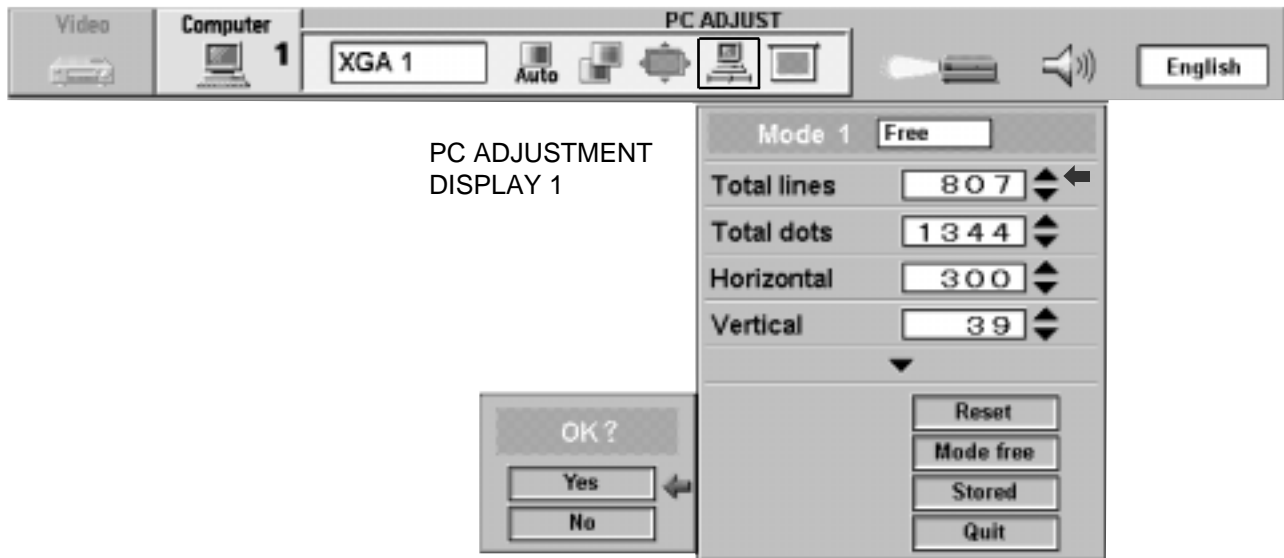 Video
Computer
1
PC ADJUST
XGA 1
Auto
English
PC ADJUSTMENT
DISPLAY 1
Mode 1 Free
Total lines 807
Total dots 1344
Horizontal 300
Vertical 39
Reset
Mode free
Stored
Quit
OK?
Yes
No